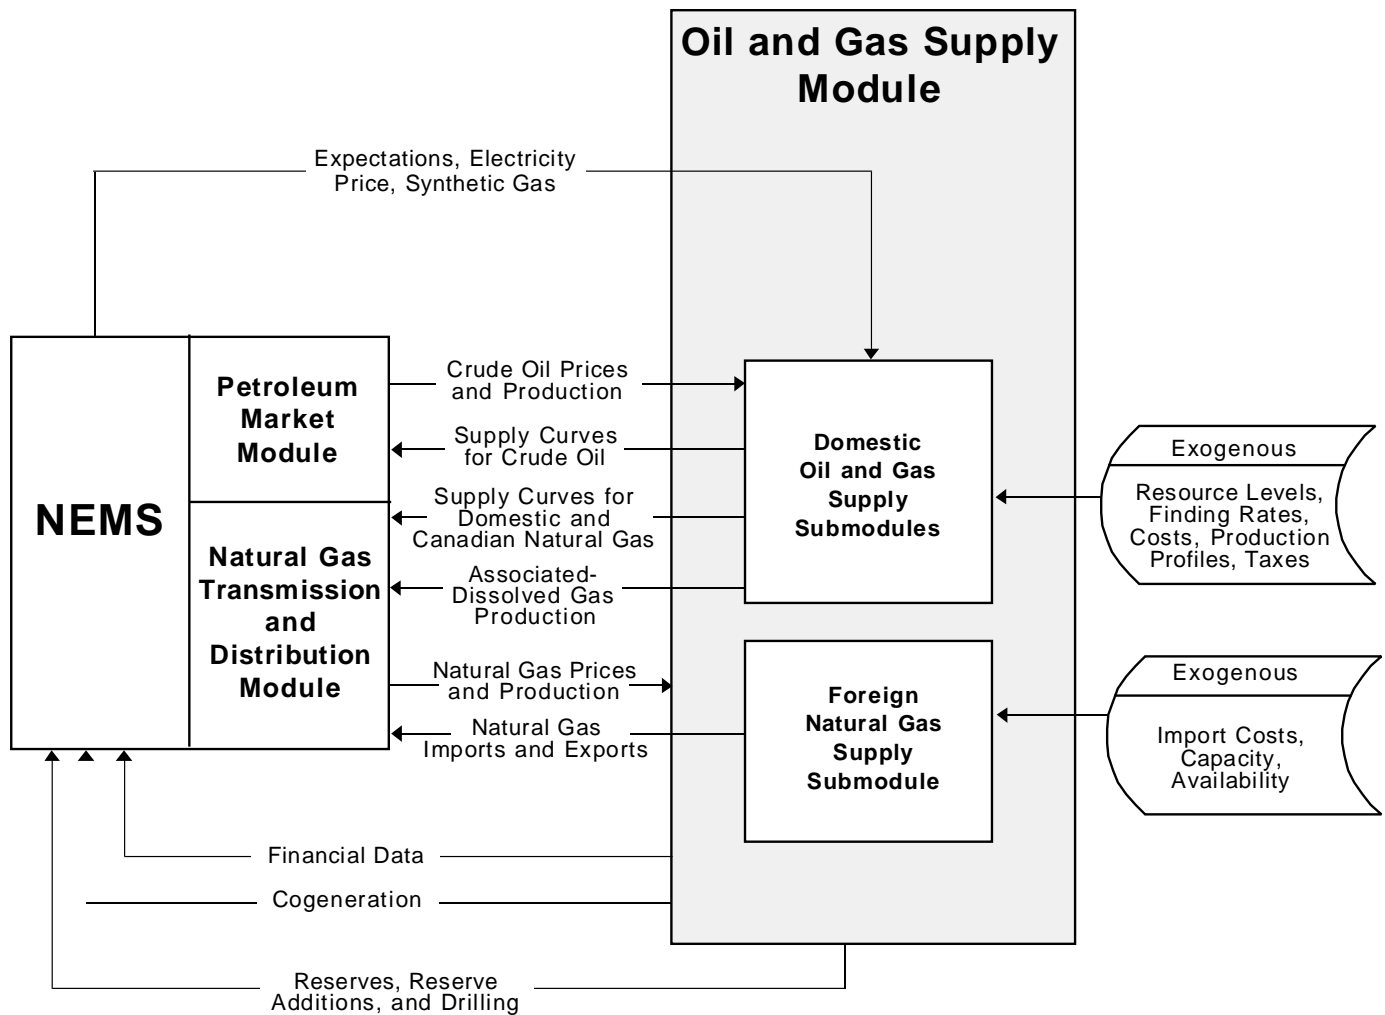 Oil and Gas Supply
Module
Expectations, Electricity
Price, Synthetic Gas
NEMS
Petroleum
Market
Module
Natural Gas
Transmission
and
Distribution
Module
Crude Oil Prices
and Production
Supply Curves
for Crude Oil
Supply Curves for
Domestic and
Canadian Natural Gas
Associated-
Dissolved Gas
Production
Natural Gas Prices
and Production
Natural Gas
Imports and Exports
Domestic
Oil and Gas
Supply
Submodules
Foreign
Natural Gas
Supply
Submodule
Exogenous
Resource Levels,
Finding Rates,
Costs, Production
Profiles, Taxes
Exogenous
Import Costs,
Capacity,
Availability
Financial Data
Cogeneration
Reserves, Reserve
Additions, and Drilling